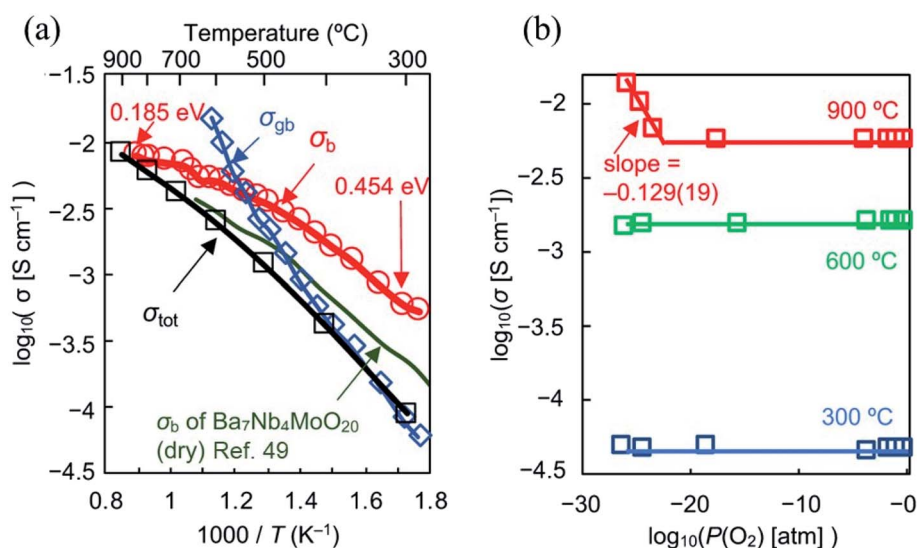 (a)
Temperature (ºC)
900 700 500 300
−1.5
−2.0
−2.5
−3.0
−3.5
−4.0
−4.5
log₁₀( σ [S cm⁻¹] )
0.185 eV
σgb
σb
0.454 eV
σtot
σb of Ba₇Nb₄MoO₂₀
(dry) Ref. 49
0.8 1 1.2 1.4 1.6 1.8
1000 / T (K⁻¹)
(b)
−2
−2.5
−3
−3.5
−4
−4.5
log₁₀(σ [S cm⁻¹])
900 ºC
slope =
−0.129(19)
600 ºC
300 ºC
−30 −20 −10 −0
log₁₀(P(O₂) [atm] )